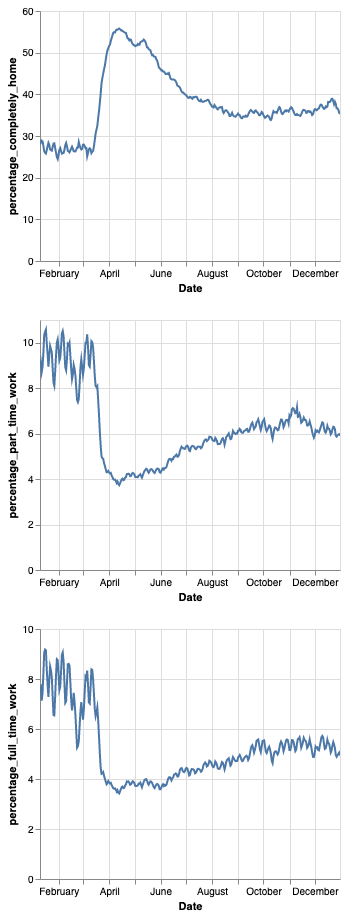 60
50
40
30
20
10
0
percentage_completely_home
February April June August October December
Date
10
8
6
4
2
0
percentage_part_time_work
February April June August October December
Date
10
8
6
4
2
0
percentage_full_time_work
February April June August October December
Date